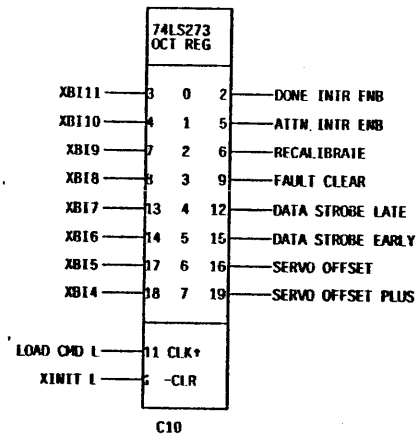 74LS273
OCT REG
XBI11 3 0 2 DONE INTR ENB
XBI10 4 1 5 ATTN INTR ENB
XBI9 7 2 6 RECALIBRATE
XBI8 8 3 9 FAULT CLEAR
XBI7 13 4 12 DATA STROBE LATE
XBI6 14 5 15 DATA STROBE EARLY
XBI5 17 6 16 SERVO OFFSET
XBI4 18 7 19 SERVO OFFSET PLUS
LOAD CMD L 11 CLK↑
XINIT L -CLR
C10